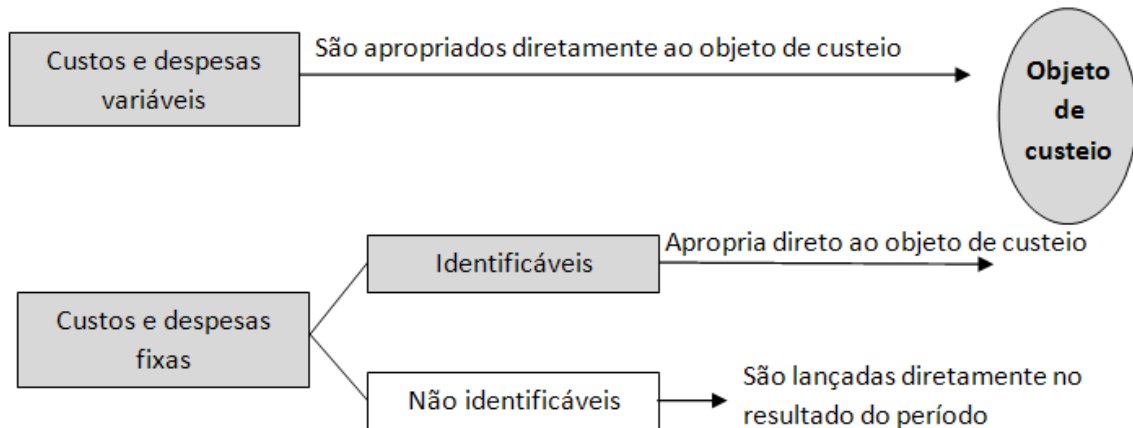 São apropriados diretamente ao objeto de custeio
Custos e despesas
variáveis
Objeto
de
custeio
Apropria direto ao objeto de custeio
Identificáveis
Custos e despesas
fixas
Não identificáveis
São lançadas diretamente no
resultado do período